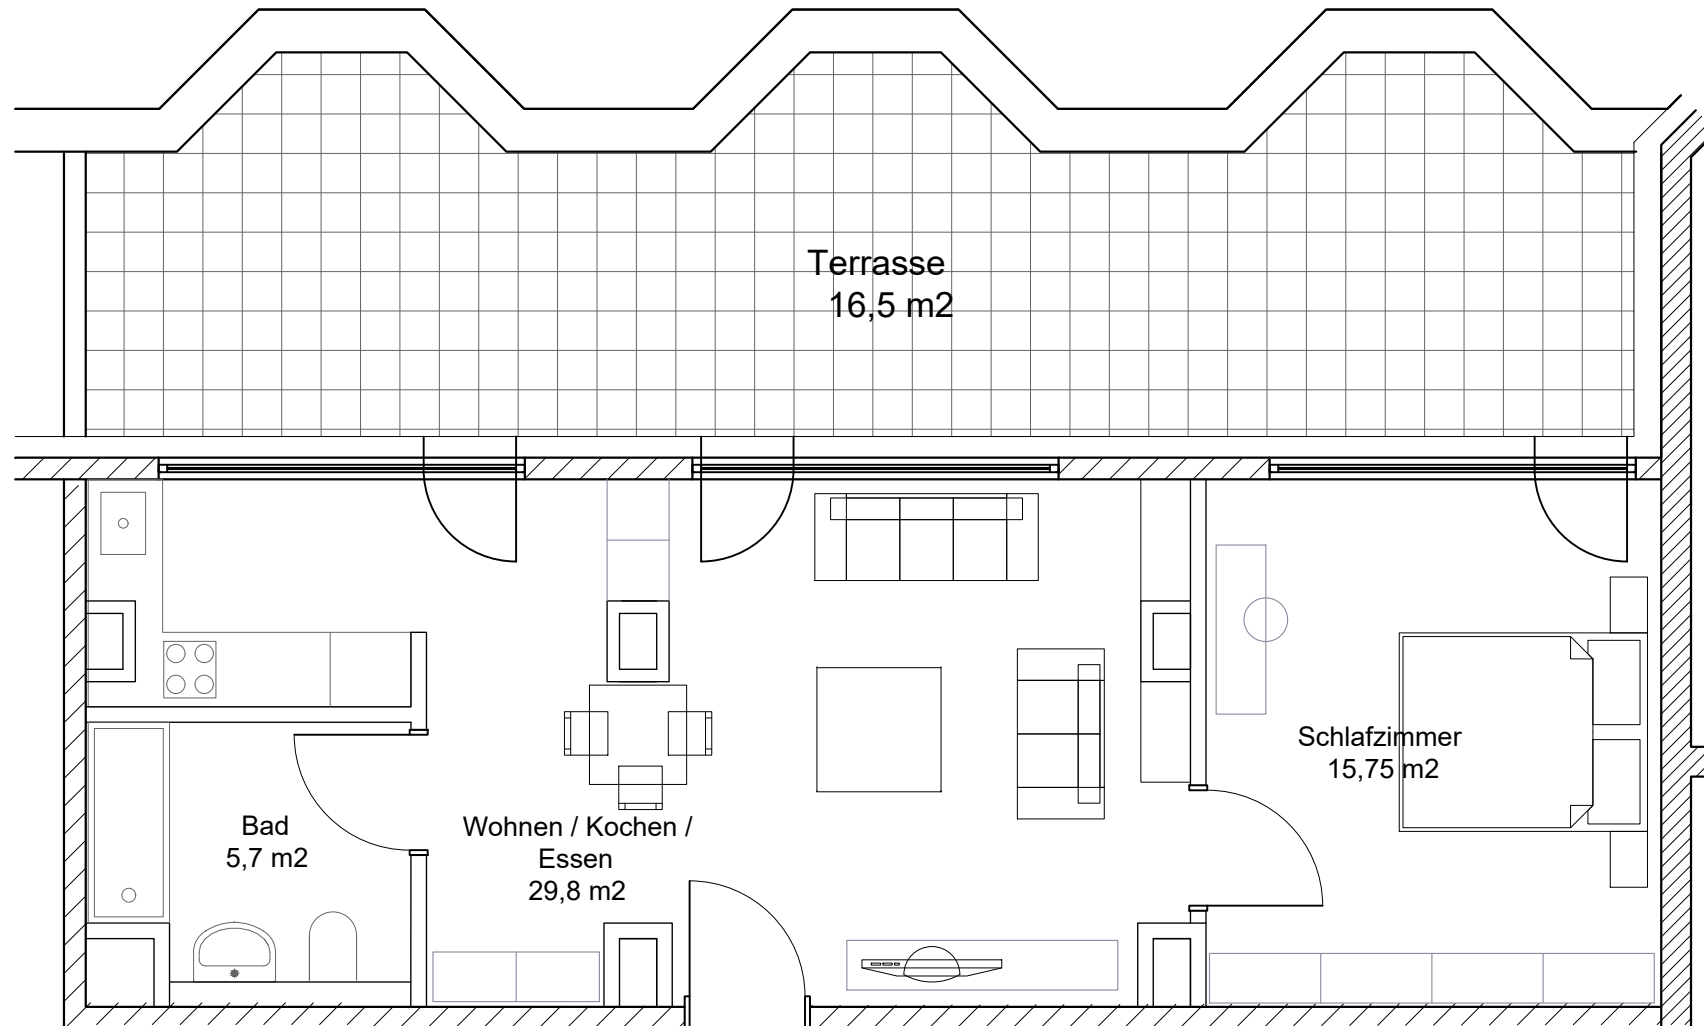 Terrasse
16,5 m2
Schlafzimmer
15,75 m2
Bad
5,7 m2
Wohnen / Kochen /
Essen
29,8 m2